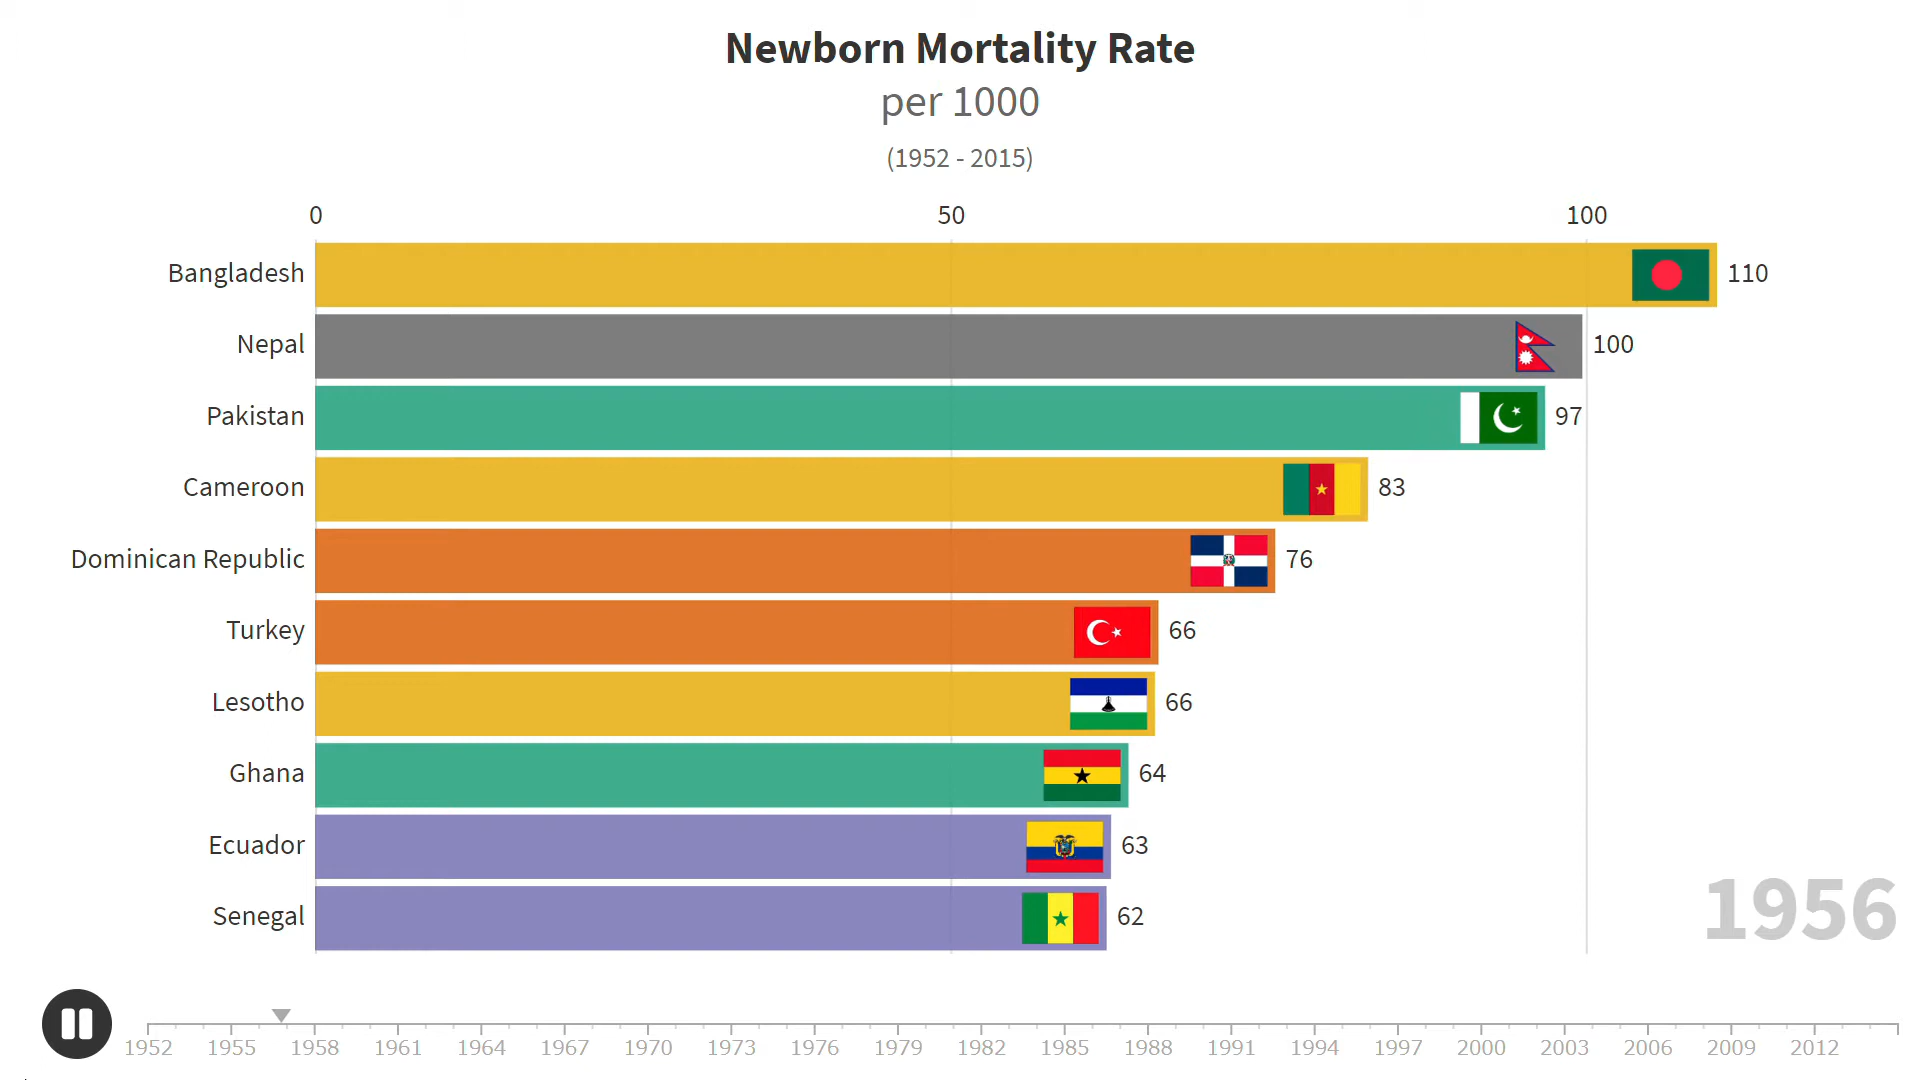 Newborn Mortality Rate
per 1000
(1952 - 2015)
0 50 100
Bangladesh 110
Nepal 100
Pakistan 97
Cameroon 83
Dominican Republic 76
Turkey 66
Lesotho 66
Ghana 64
Ecuador 63
Senegal 62
1956
1952 1955 1958 1961 1964 1967 1970 1973 1976 1979 1982 1985 1988 1991 1994 1997 2000 2003 2006 2009 2012